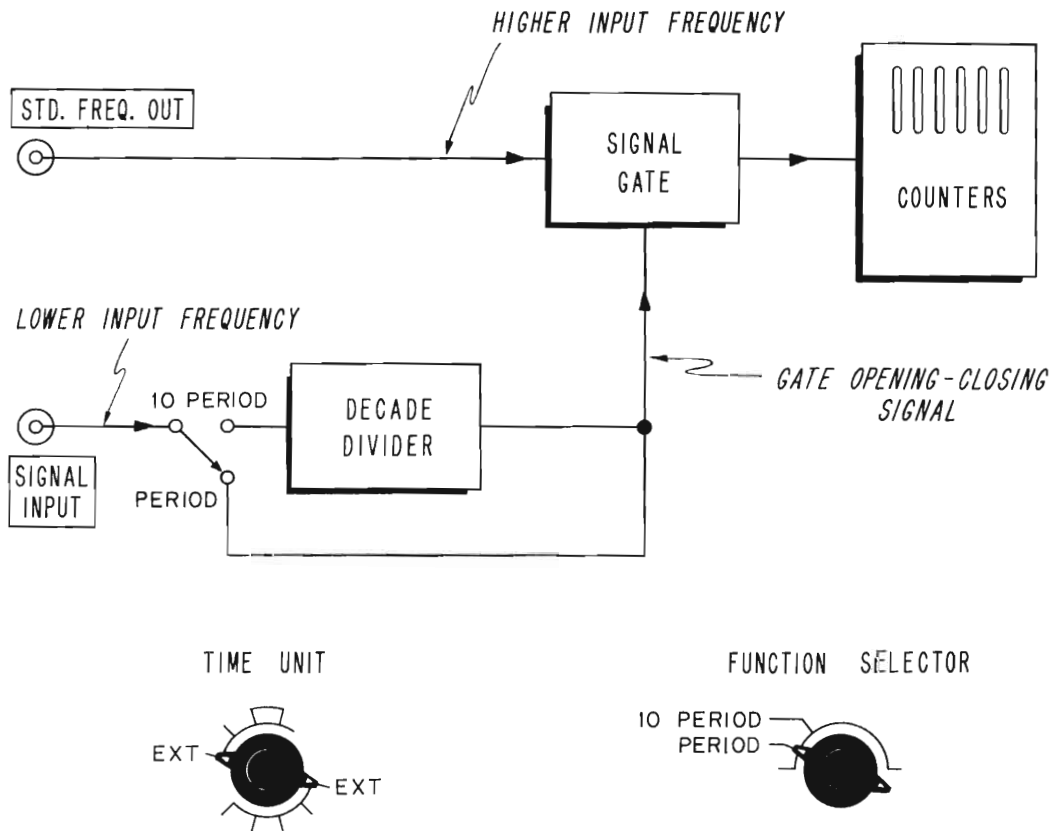 HIGHER INPUT FREQUENCY
STD. FREQ. OUT
SIGNAL
GATE
COUNTERS
LOWER INPUT FREQUENCY
GATE OPENING-CLOSING
SIGNAL
10 PERIOD
DECADE
DIVIDER
SIGNAL
INPUT
PERIOD
TIME UNIT
FUNCTION SELECTOR
10 PERIOD
PERIOD
EXT
EXT